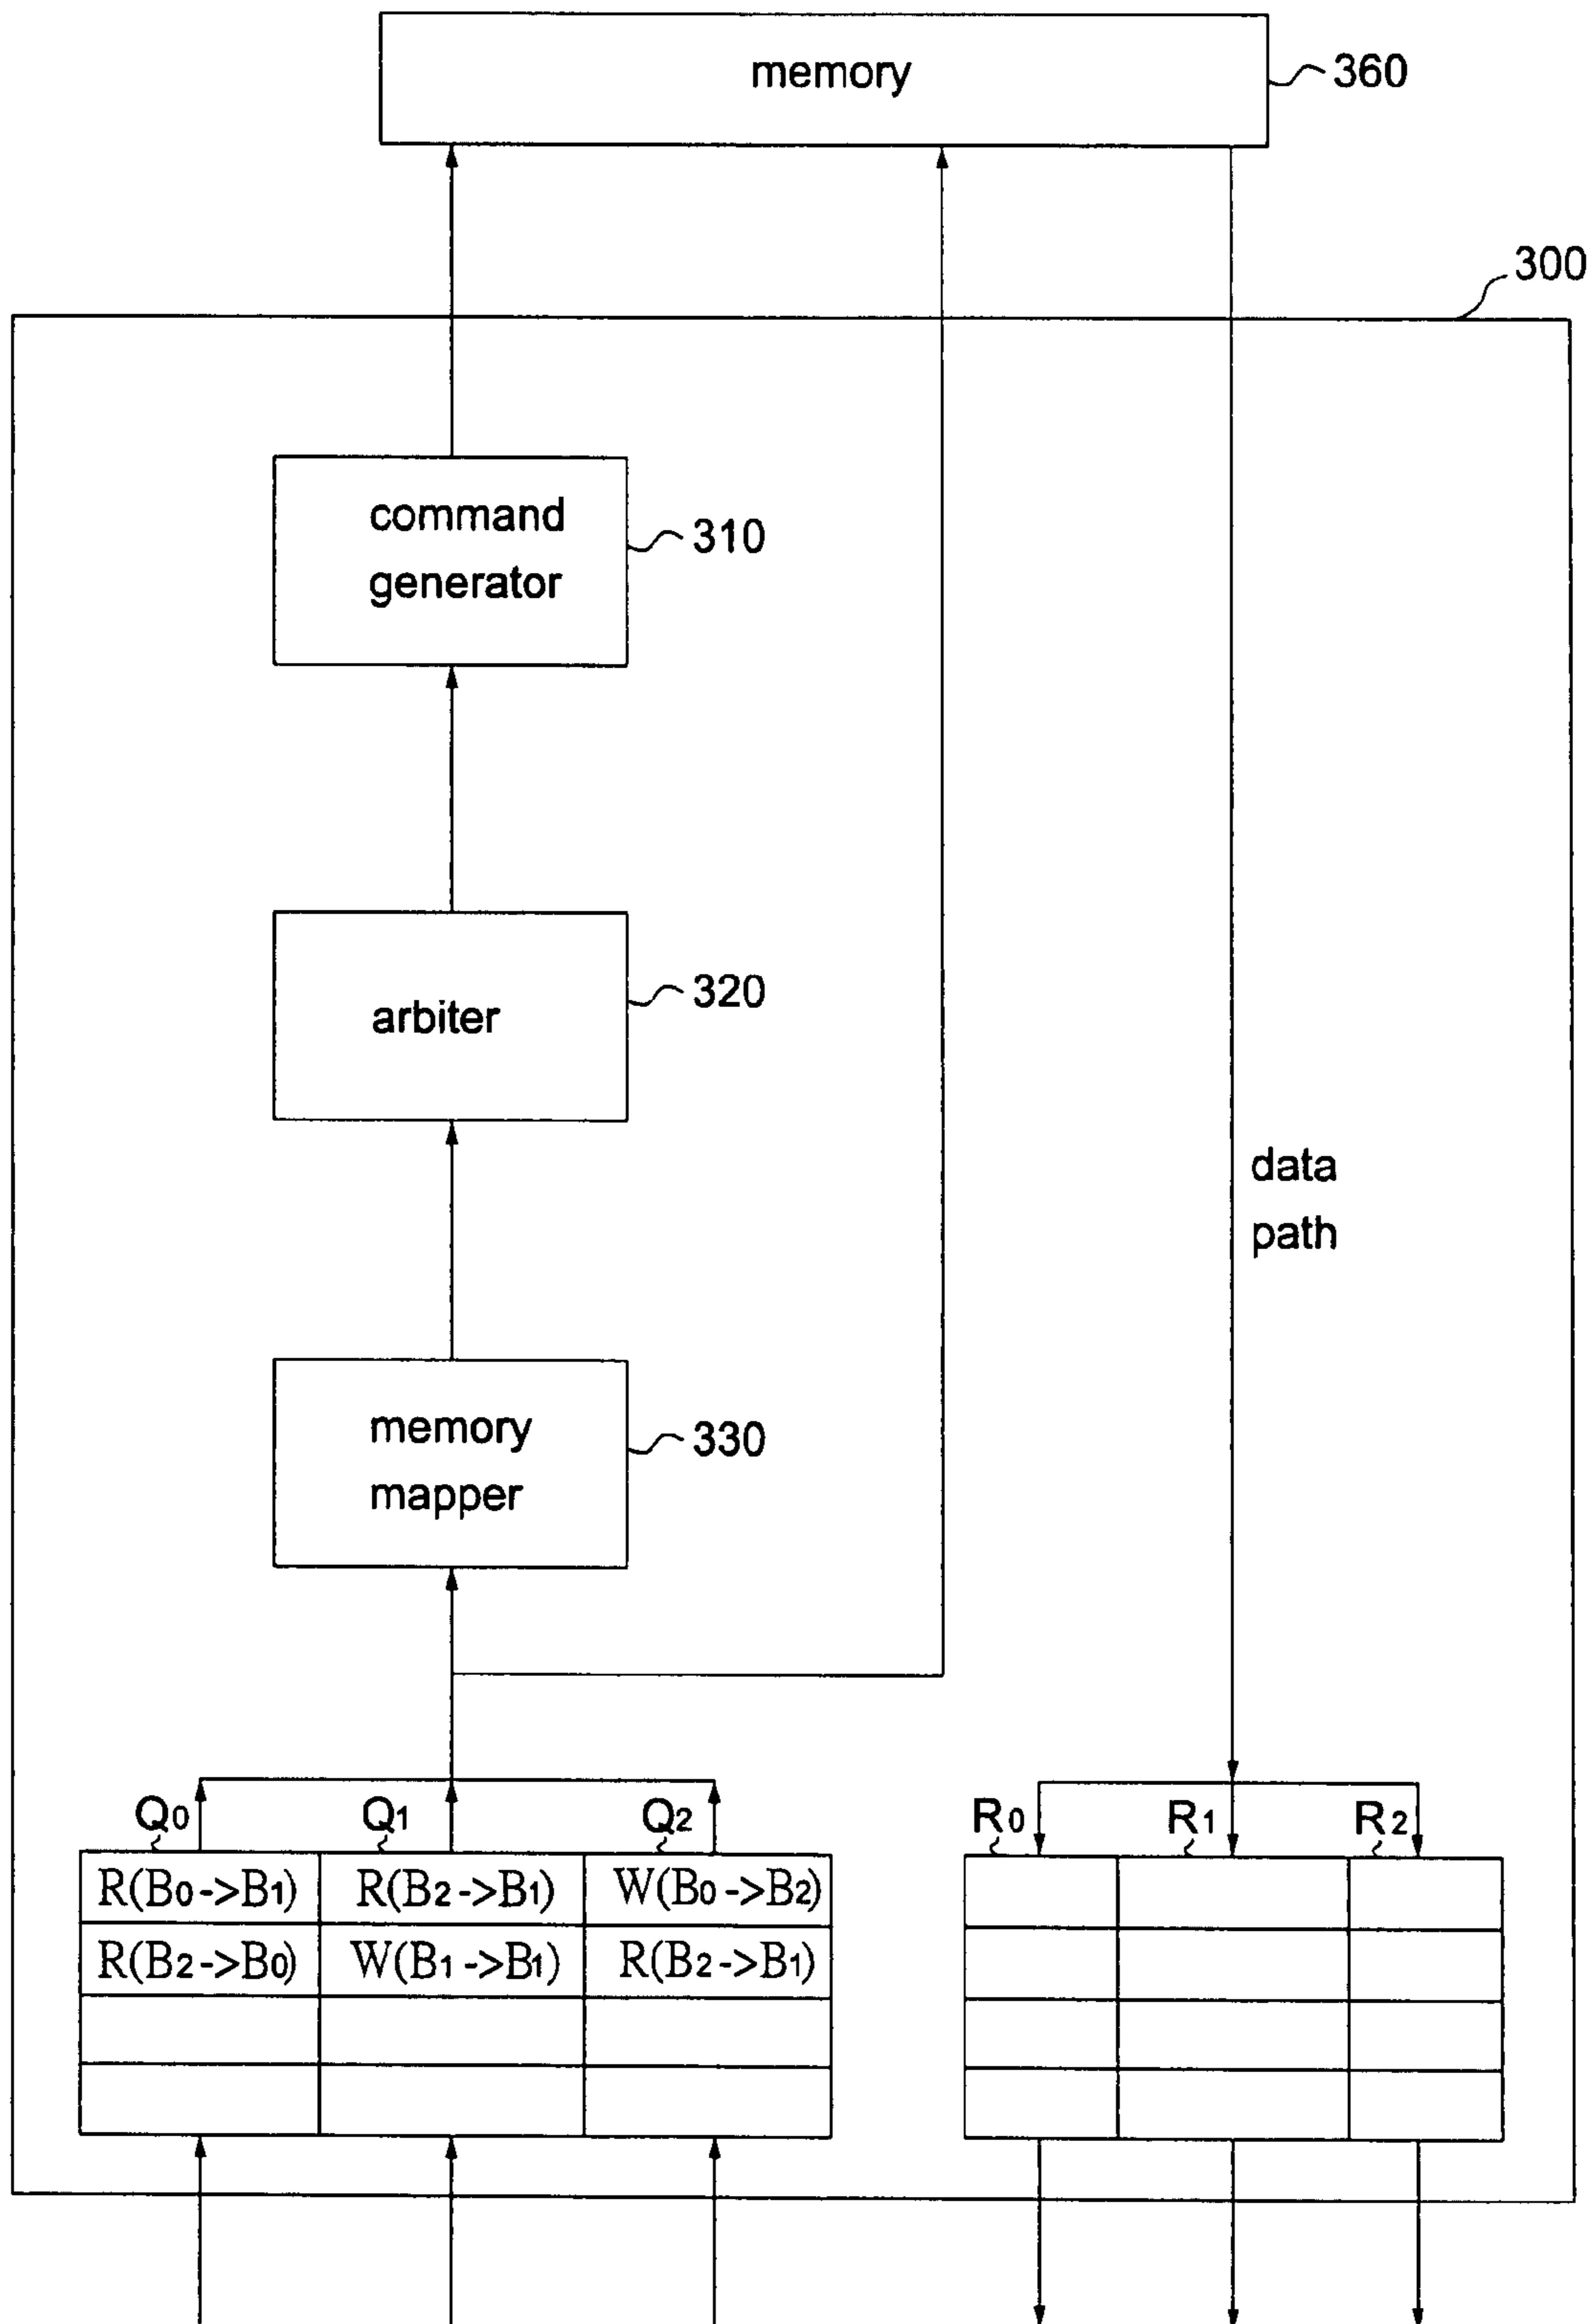 memory 360
300
command
generator
310
arbiter 320
data
path
memory
mapper
330
Q0 Q1 Q2 R0 R1 R2
R(B0->B1) R(B2->B1) W(B0->B2)
R(B2->B0) W(B1->B1) R(B2->B1)